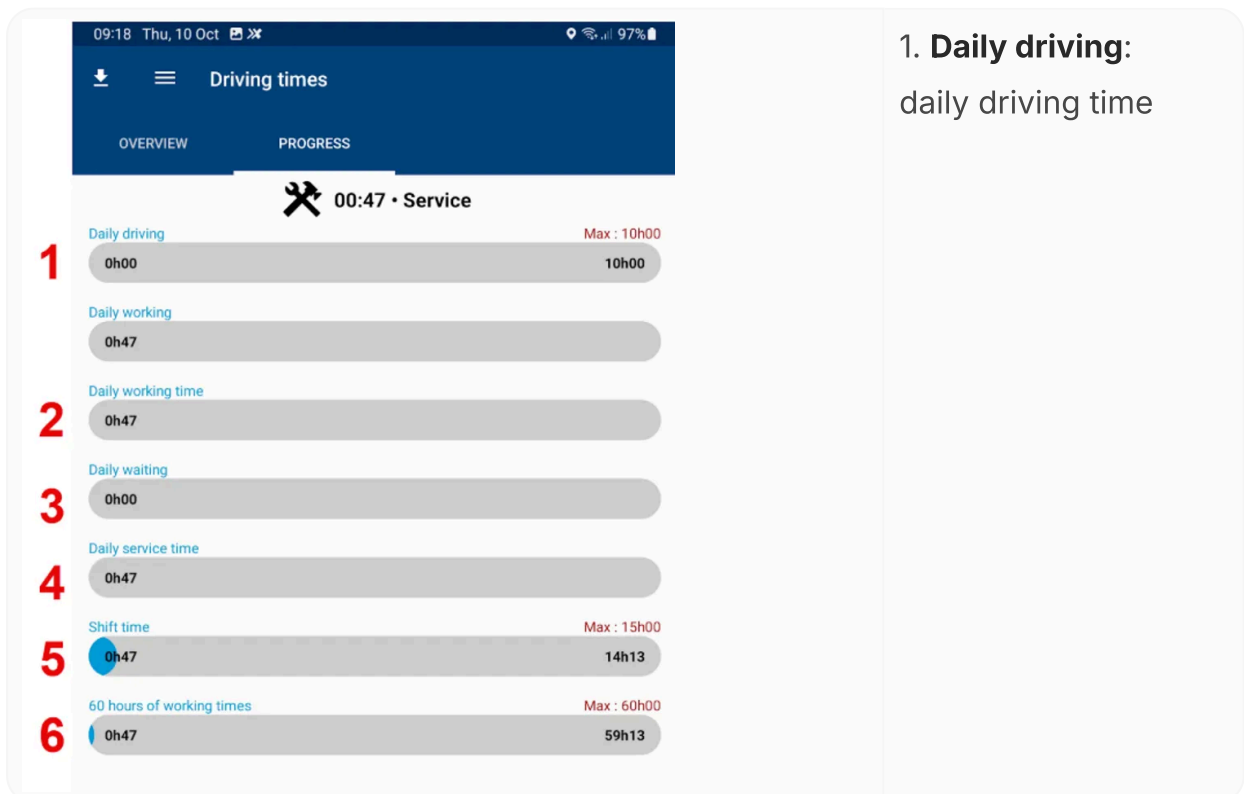 09:18 Thu, 10 Oct 97%
Driving times
OVERVIEW PROGRESS
00:47 • Service
Daily driving Max : 10h00
1 0h00 10h00
Daily working
0h47
Daily working time
2 0h47
Daily waiting
3 0h00
Daily service time
4 0h47
Shift time Max : 15h00
5 0h47 14h13
60 hours of working times Max : 60h00
6 0h47 59h13
1. Daily driving:
daily driving time